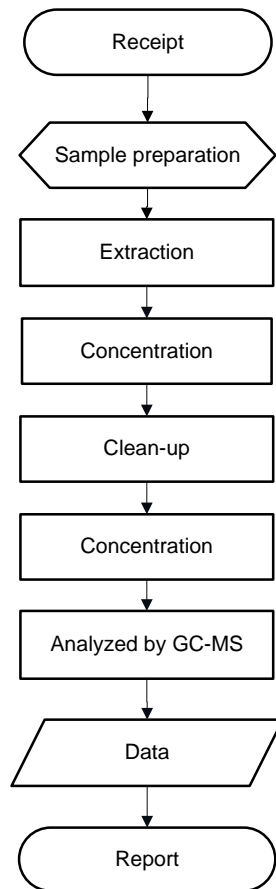 Receipt
Sample preparation
Extraction
Concentration
Clean-up
Concentration
Analyzed by GC-MS
Data
Report